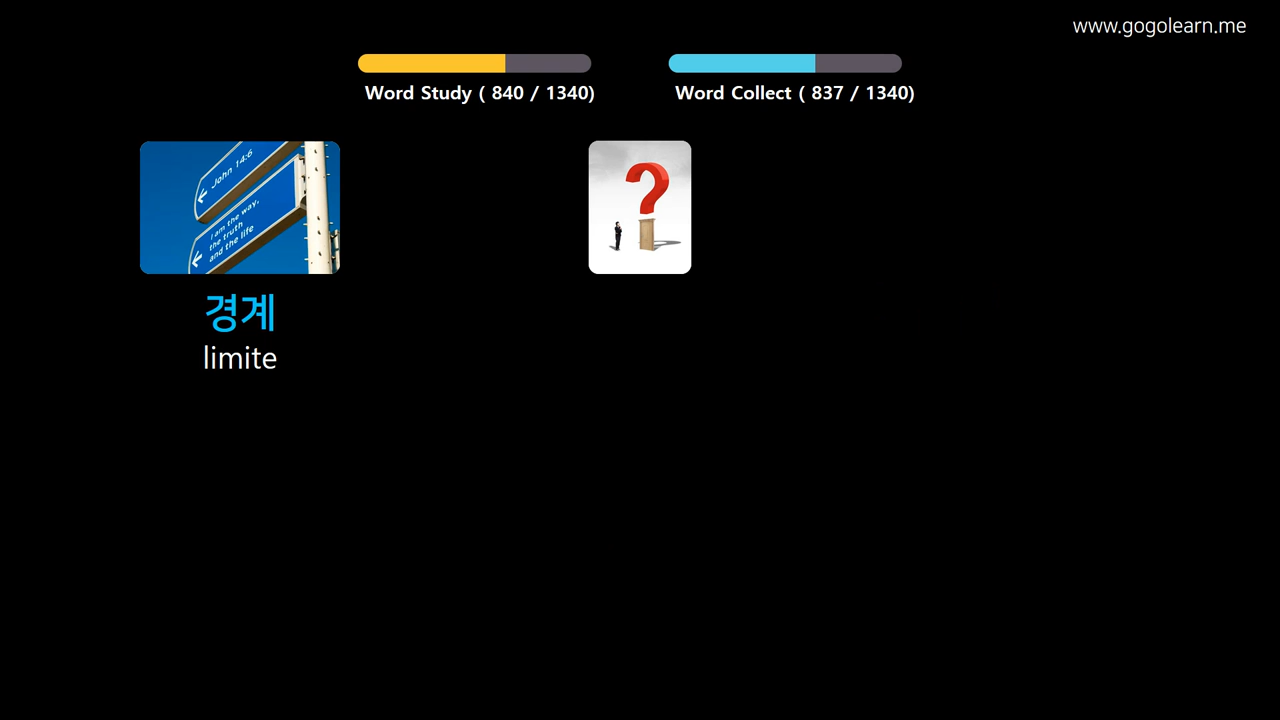 www.gogolearn.me
Word Study ( 840 / 1340)
Word Collect ( 837 / 1340)
John 14:6
I am the way,
the truth
and the life
경계
limite